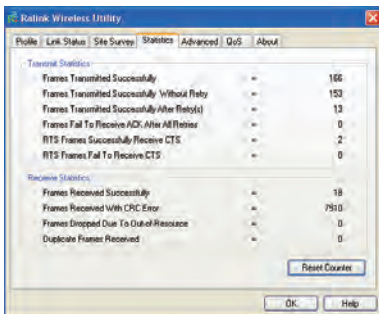 Ralink Wireless Utility
Profile Link Status Site Survey Statistics Advanced QoS About
Transmit Statistics
Frames Transmitted Successfully = 166
Frames Transmitted Successfully Without Retry = 153
Frames Transmitted Successfully After Retry(s) = 13
Frames Fail To Receive ACK After All Retries = 0
RTS Frames Successfully Receive CTS = 2
RTS Frames Fail To Receive CTS = 0
Receive Statistics
Frames Received Successfully = 18
Frames Received With CRC Error = 7910
Frames Dropped Due To Out-of-Resource = 0
Duplicate Frames Received = 0
Reset Counter
OK Help